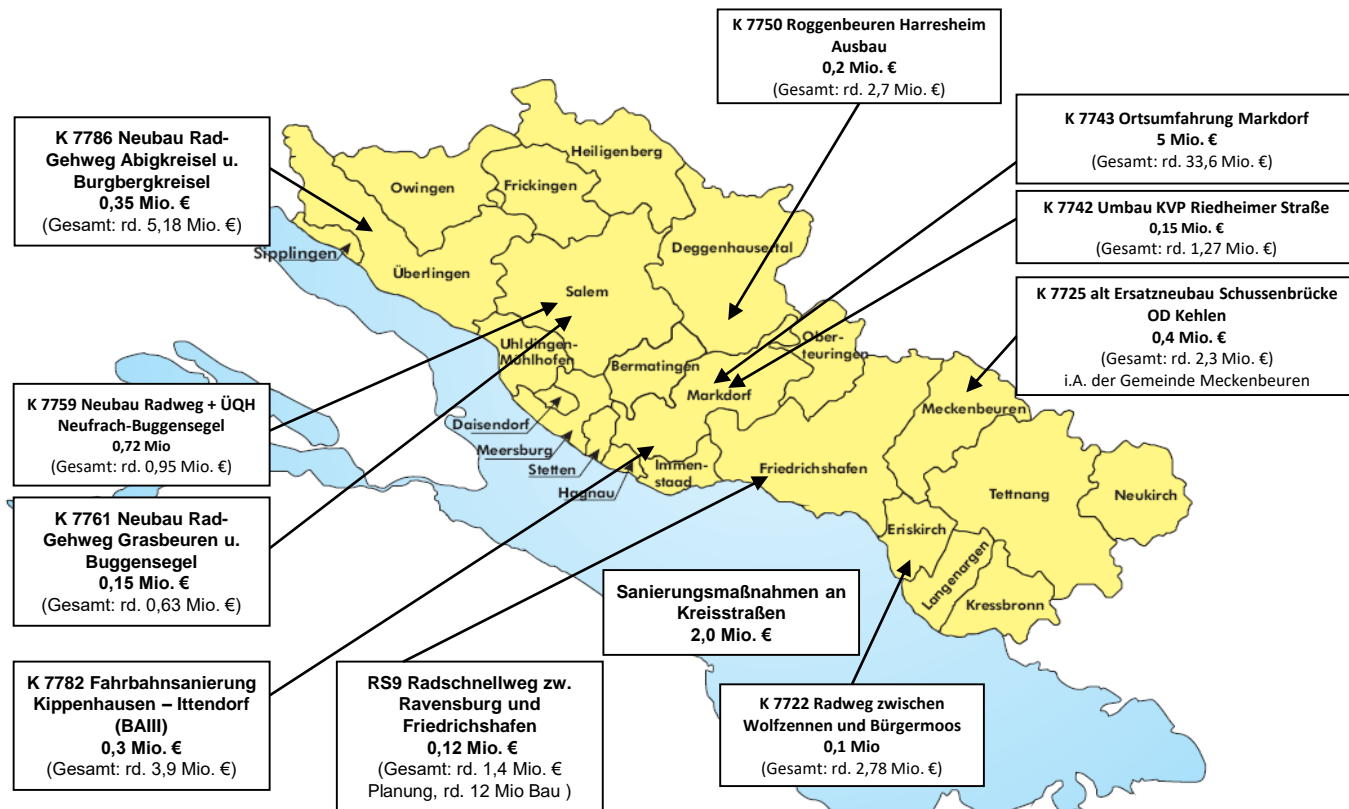 K 7750 Roggenbeuren Harresheim
Ausbau
0,2 Mio. €
(Gesamt: rd. 2,7 Mio. €)
K 7786 Neubau Rad-
Gehweg Abigkreisel u.
Burgbergkreisel
0,35 Mio. €
(Gesamt: rd. 5,18 Mio. €)
K 7743 Ortsumfahrung Markdorf
5 Mio. €
(Gesamt: rd. 33,6 Mio. €)
K 7742 Umbau KVP Riedheimer Straße
0,15 Mio. €
(Gesamt: rd. 1,27 Mio. €)
K 7725 alt Ersatzneubau Schussenbrücke
OD Kehlen
0,4 Mio. €
(Gesamt: rd. 2,3 Mio. €)
i.A. der Gemeinde Meckenbeuren
Heiligenberg
Owingen
Frickingen
Deggenhausertal
Sipplingen
Überlingen
Salem
Uhldingen-
Mühlhofen
Bermatingen
Ober-
teuringen
Markdorf
Meckenbeuren
Daisendorf
Meersburg
Stetten
Hagnau
Immen-
staad
Friedrichshafen
Tettnang
Neukirch
Eriskirch
Langenargen
Kressbronn
K 7759 Neubau Radweg + ÜQH
Neufrach-Buggensegel
0,72 Mio
(Gesamt: rd. 0,95 Mio. €)
K 7761 Neubau Rad-
Gehweg Grasbeuren u.
Buggensegel
0,15 Mio. €
(Gesamt: rd. 0,63 Mio. €)
Sanierungsmaßnahmen an
Kreisstraßen
2,0 Mio. €
K 7782 Fahrbahnsanierung
Kippenhausen – Ittendorf
(BAIII)
0,3 Mio. €
(Gesamt: rd. 3,9 Mio. €)
RS9 Radschnellweg zw.
Ravensburg und
Friedrichshafen
0,12 Mio. €
(Gesamt: rd. 1,4 Mio. €
Planung, rd. 12 Mio Bau )
K 7722 Radweg zwischen
Wolfzennen und Bürgermoos
0,1 Mio
(Gesamt: rd. 2,78 Mio. €)